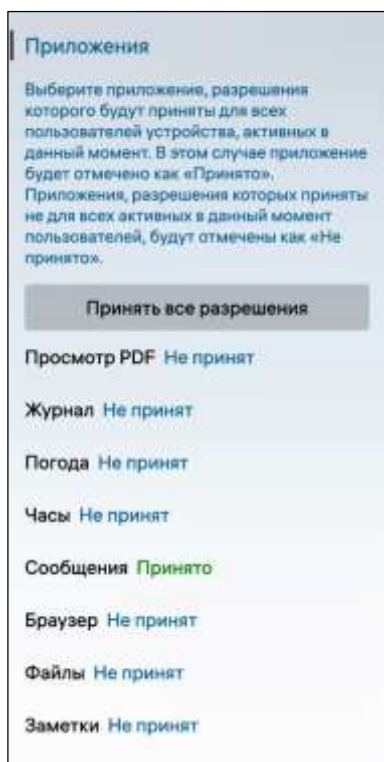 Приложения
Выберите приложение, разрешения
которого будут приняты для всех
пользователей устройства, активных в
данный момент. В этом случае приложение
будет отмечено как «Принято».
Приложения, разрешения которых приняты
не для всех активных в данный момент
пользователей, будут отмечены как «Не
принято».
Принять все разрешения
Просмотр PDF Не принят
Журнал Не принят
Погода Не принят
Часы Не принят
Сообщения Принято
Браузер Не принят
Файлы Не принят
Заметки Не принят